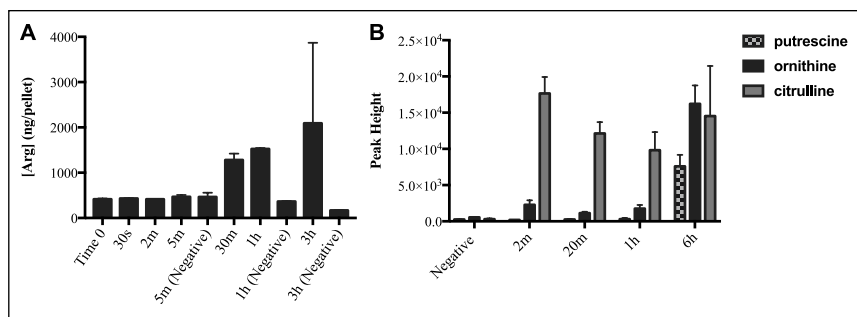 A
[Arg] (ng/pellet)
4000
3000
2000
1000
0
Time 0
30s
2m
5m
5m (Negative)
30m
1h
1h (Negative)
3h
3h (Negative)
B
Peak Height
2.5×10⁴
2.0×10⁴
1.5×10⁴
1.0×10⁴
5.0×10³
0.0
Negative
2m
20m
1h
6h
putrescine
ornithine
citrulline